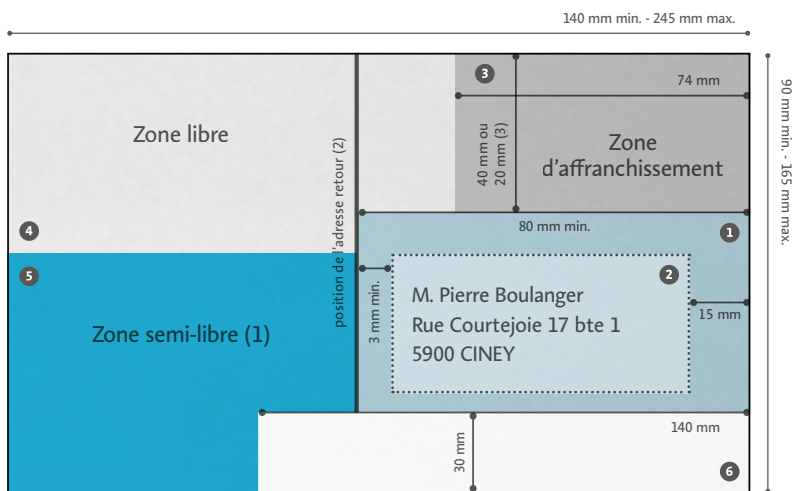 140 mm min. - 245 mm max.
3
74 mm
Zone libre
40 mm ou
20 mm (3)
Zone
d'affranchissement
90 mm min. - 165 mm max.
position de l'adresse retour (2)
4
80 mm min.
1
5
2
3 mm min.
M. Pierre Boulanger
Rue Courtejoie 17 bte 1
5900 CINEY
15 mm
Zone semi-libre (1)
140 mm
30 mm
6